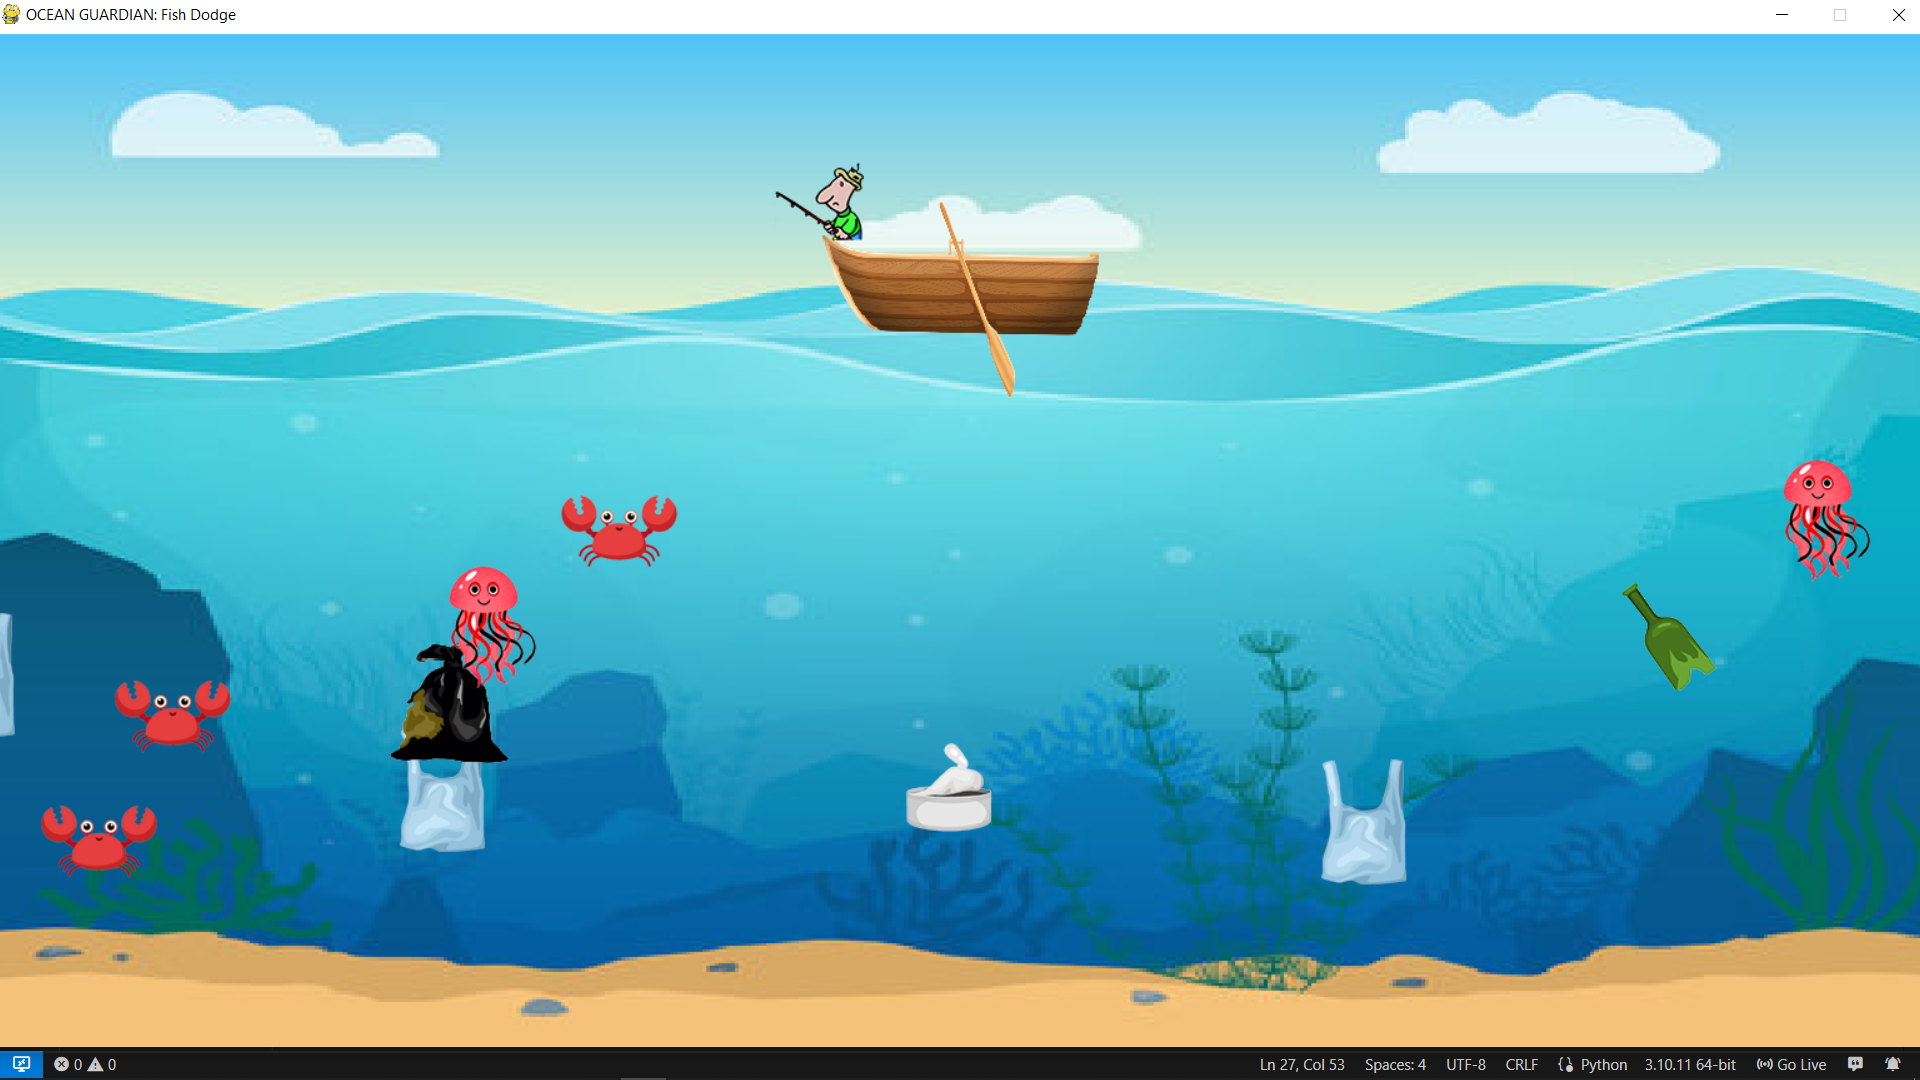 OCEAN GUARDIAN: Fish Dodge
0 0 Ln 27, Col 53 Spaces: 4 UTF-8 CRLF Python 3.10.11 64-bit Go Live